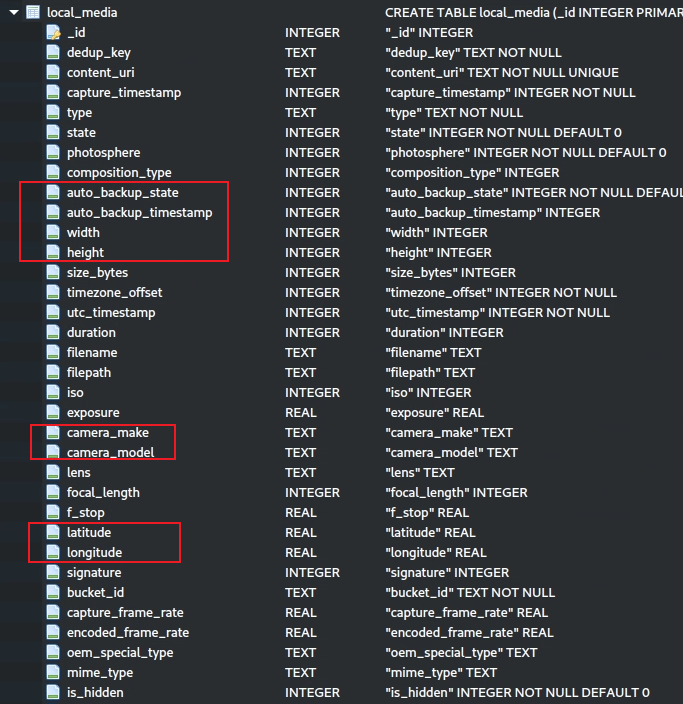 local_media CREATE TABLE local_media (_id INTEGER PRIMAR
_id INTEGER "_id" INTEGER
dedup_key TEXT "dedup_key" TEXT NOT NULL
content_uri TEXT "content_uri" TEXT NOT NULL UNIQUE
capture_timestamp INTEGER "capture_timestamp" INTEGER NOT NULL
type TEXT "type" TEXT NOT NULL
state INTEGER "state" INTEGER NOT NULL DEFAULT 0
photosphere INTEGER "photosphere" INTEGER NOT NULL DEFAULT 0
composition_type INTEGER "composition_type" INTEGER
auto_backup_state INTEGER "auto_backup_state" INTEGER NOT NULL DEFAU
auto_backup_timestamp INTEGER "auto_backup_timestamp" INTEGER
width INTEGER "width" INTEGER
height INTEGER "height" INTEGER
size_bytes INTEGER "size_bytes" INTEGER
timezone_offset INTEGER "timezone_offset" INTEGER NOT NULL
utc_timestamp INTEGER "utc_timestamp" INTEGER NOT NULL
duration INTEGER "duration" INTEGER
filename TEXT "filename" TEXT
filepath TEXT "filepath" TEXT
iso INTEGER "iso" INTEGER
exposure REAL "exposure" REAL
camera_make TEXT "camera_make" TEXT
camera_model TEXT "camera_model" TEXT
lens TEXT "lens" TEXT
focal_length INTEGER "focal_length" INTEGER
f_stop REAL "f_stop" REAL
latitude REAL "latitude" REAL
longitude REAL "longitude" REAL
signature INTEGER "signature" INTEGER
bucket_id TEXT "bucket_id" TEXT NOT NULL
capture_frame_rate REAL "capture_frame_rate" REAL
encoded_frame_rate REAL "encoded_frame_rate" REAL
oem_special_type TEXT "oem_special_type" TEXT
mime_type TEXT "mime_type" TEXT
is_hidden INTEGER "is_hidden" INTEGER NOT NULL DEFAULT 0